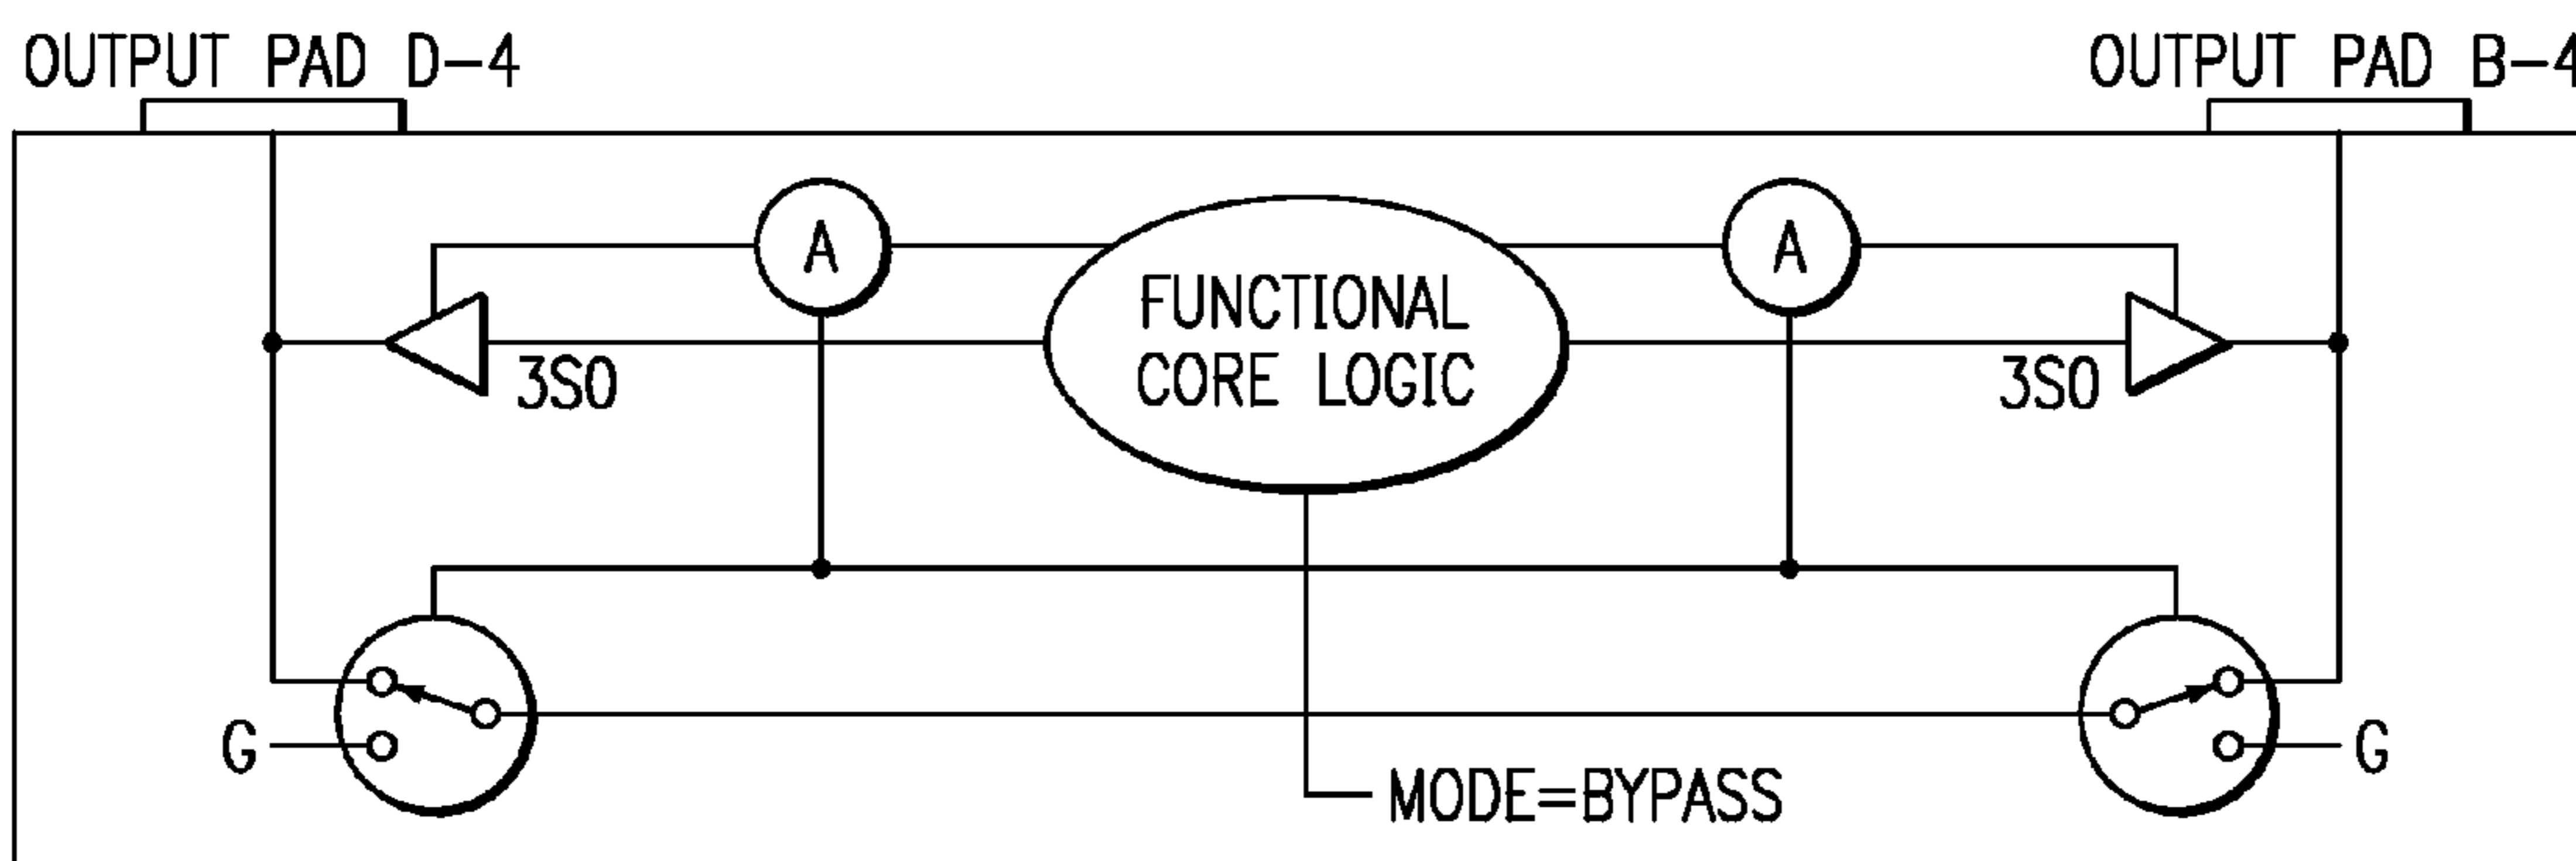 OUTPUT PAD D-4
OUTPUT PAD B-4
A
A
FUNCTIONAL
CORE LOGIC
3SO
3SO
G
G
MODE=BYPASS